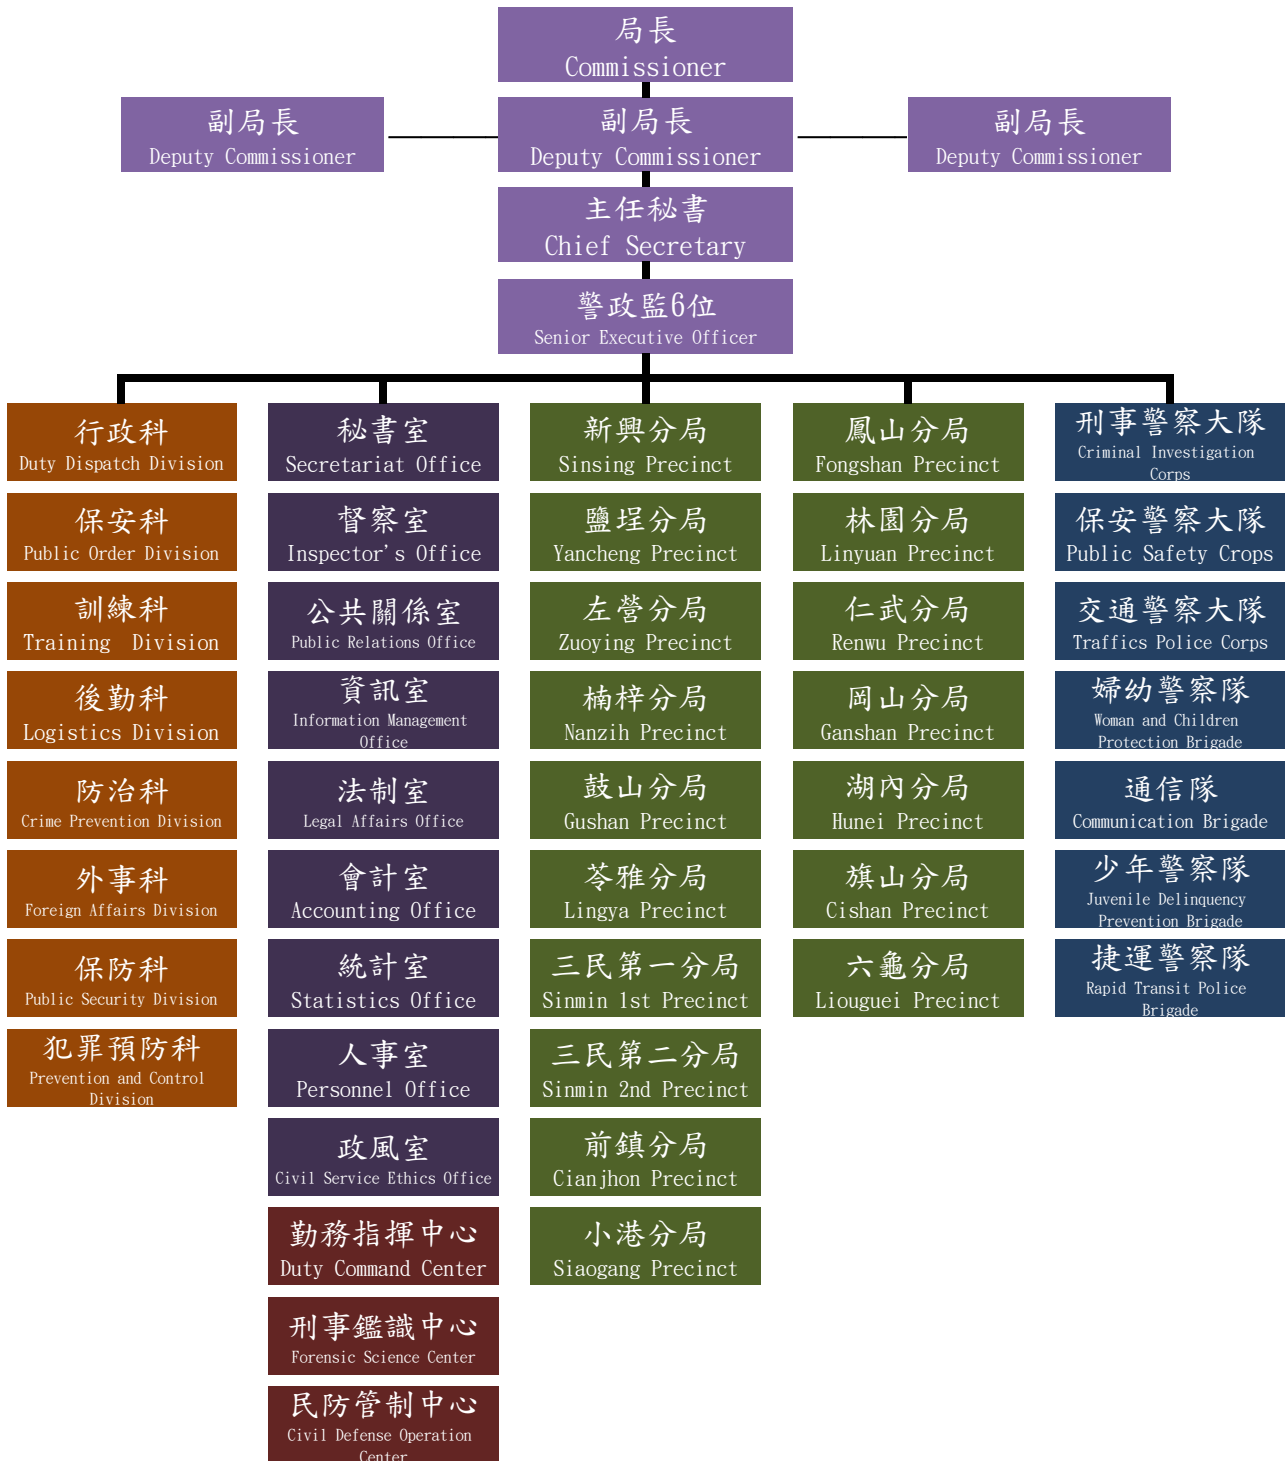 局長
Commissioner
副局長
Deputy Commissioner
副局長
Deputy Commissioner
副局長
Deputy Commissioner
主任秘書
Chief Secretary
警政監6位
Senior Executive Officer
行政科
Duty Dispatch Division
保安科
Public Order Division
訓練科
Training  Division
後勤科
Logistics Division
防治科
Crime Prevention Division
外事科
Foreign Affairs Division
保防科
Public Security Division
犯罪預防科
Prevention and Control
Division
秘書室
Secretariat Office
督察室
Inspector's Office
公共關係室
Public Relations Office
資訊室
Information Management
Office
法制室
Legal Affairs Office
會計室
Accounting Office
統計室
Statistics Office
人事室
Personnel Office
政風室
Civil Service Ethics Office
勤務指揮中心
Duty Command Center
刑事鑑識中心
Forensic Science Center
民防管制中心
Civil Defense Operation
Center
新興分局
Sinsing Precinct
鹽埕分局
Yancheng Precinct
左營分局
Zuoying Precinct
楠梓分局
Nanzih Precinct
鼓山分局
Gushan Precinct
苓雅分局
Lingya Precinct
三民第一分局
Sinmin 1st Precinct
三民第二分局
Sinmin 2nd Precinct
前鎮分局
Cianjhon Precinct
小港分局
Siaogang Precinct
鳳山分局
Fongshan Precinct
林園分局
Linyuan Precinct
仁武分局
Renwu Precinct
岡山分局
Ganshan Precinct
湖內分局
Hunei Precinct
旗山分局
Cishan Precinct
六龜分局
Liouguei Precinct
刑事警察大隊
Criminal Investigation
Corps
保安警察大隊
Public Safety Crops
交通警察大隊
Traffics Police Corps
婦幼警察隊
Woman and Children
Protection Brigade
通信隊
Communication Brigade
少年警察隊
Juvenile Delinquency
Prevention Brigade
捷運警察隊
Rapid Transit Police
Brigade